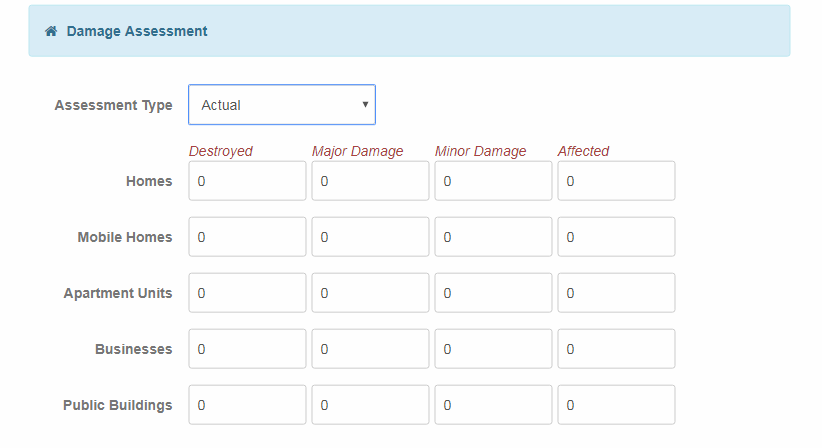 Damage Assessment
Assessment Type Actual
Destroyed Major Damage Minor Damage Affected
Homes 0 0 0 0
Mobile Homes 0 0 0 0
Apartment Units 0 0 0 0
Businesses 0 0 0 0
Public Buildings 0 0 0 0